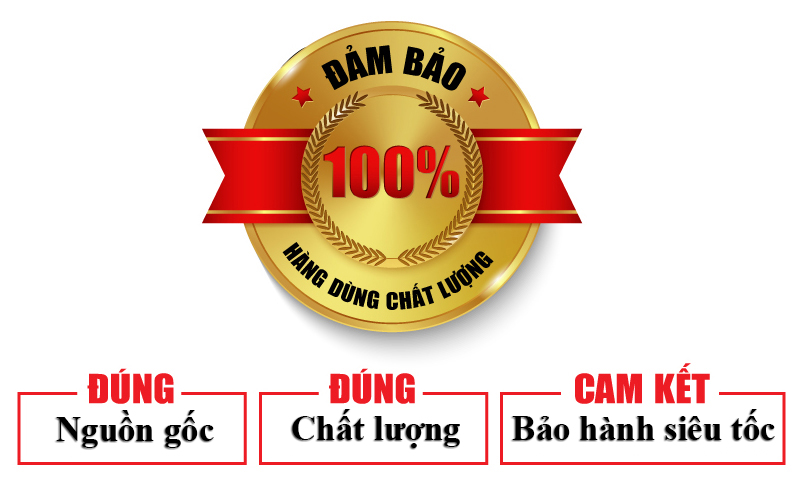 ĐẢM BẢO
100%
HÀNG DÙNG CHẤT LƯỢNG
ĐÚNG
Nguồn gốc
ĐÚNG
Chất lượng
CAM KẾT
Bảo hành siêu tốc